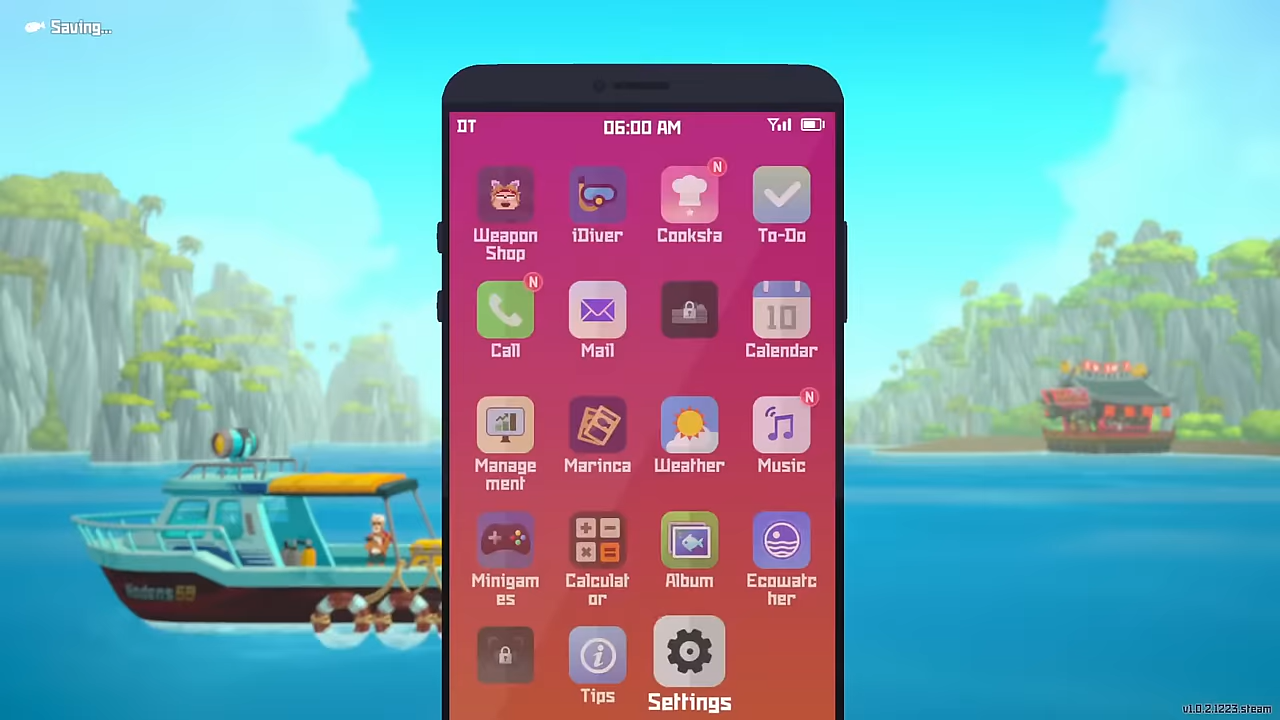 Saving...
DT
06:00 AM
N
Weapon
Shop
iDiver
Cooksta
To-Do
N
Call
Mail
10
Calendar
N
Manage
ment
Marinca
Weather
Music
Minigam
es
Calculat
or
Album
Ecowatc
her
Tips
Settings
v1.0.2.1223.steam